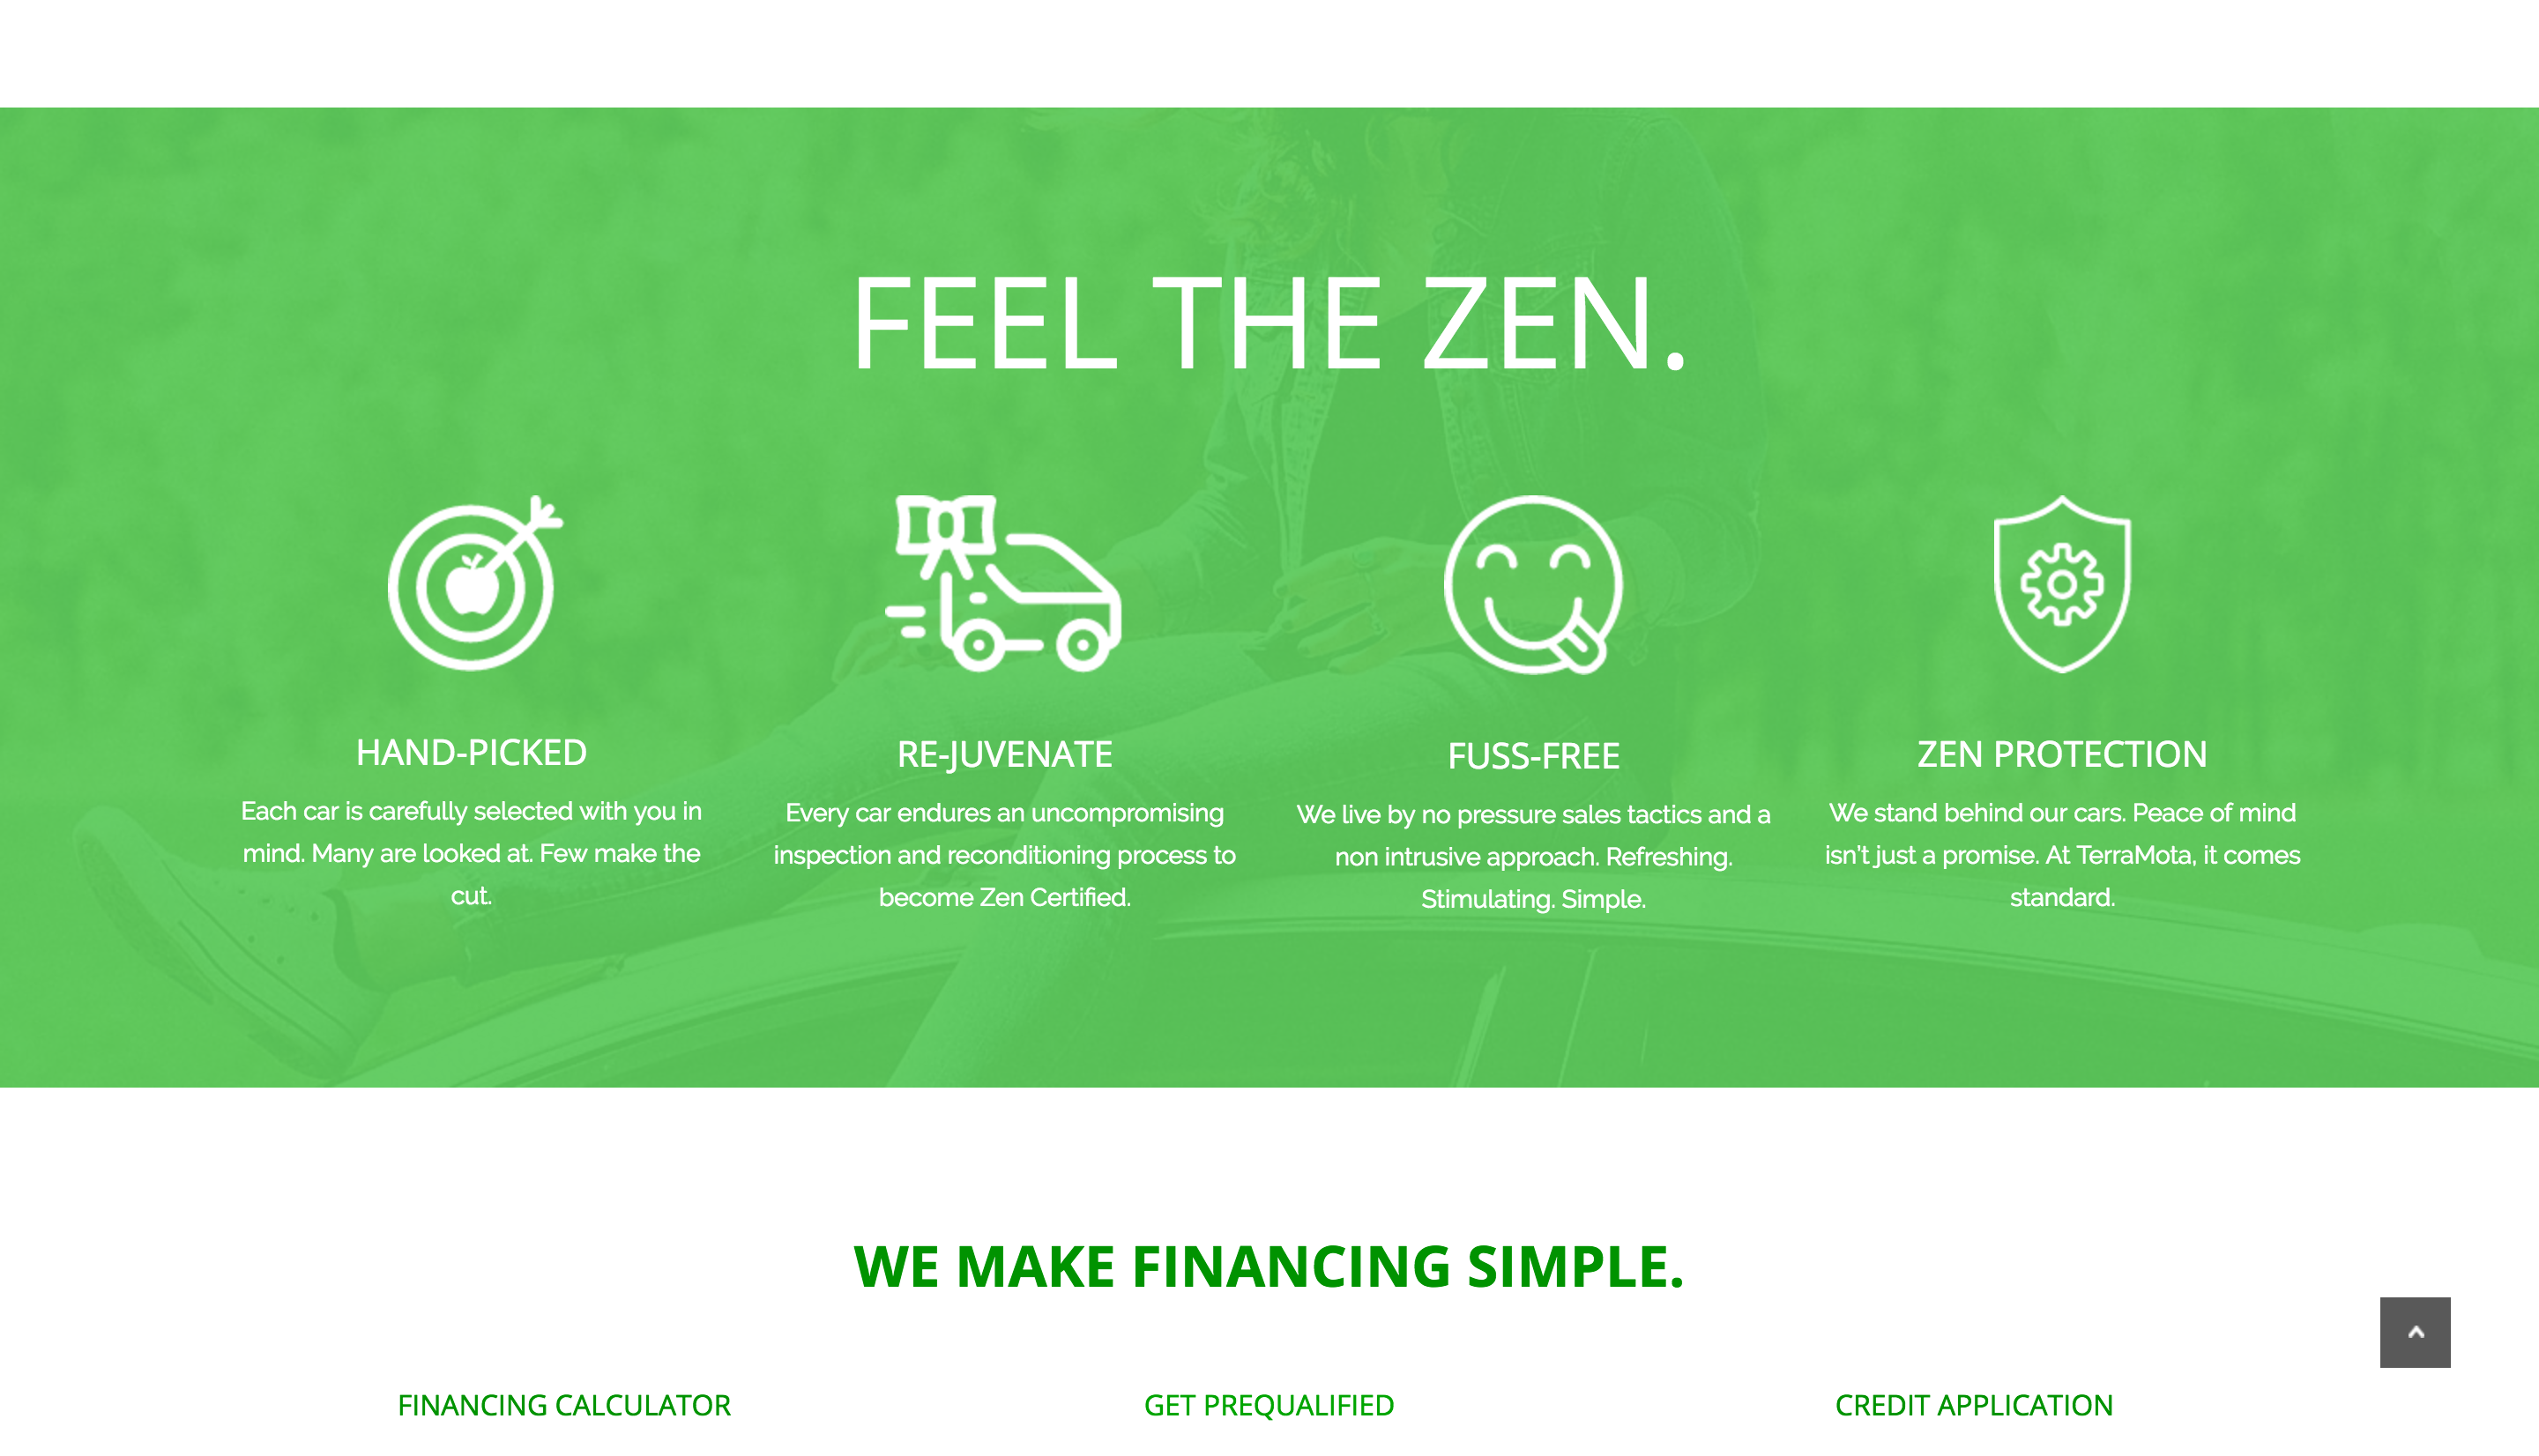 FEEL THE ZEN.
HAND-PICKED
Each car is carefully selected with you in
mind. Many are looked at. Few make the
cut.
RE-JUVENATE
Every car endures an uncompromising
inspection and reconditioning process to
become Zen Certified.
FUSS-FREE
We live by no pressure sales tactics and a
non intrusive approach. Refreshing.
Stimulating. Simple.
ZEN PROTECTION
We stand behind our cars. Peace of mind
isn't just a promise. At TerraMota, it comes
standard.
WE MAKE FINANCING SIMPLE.
FINANCING CALCULATOR
GET PREQUALIFIED
CREDIT APPLICATION